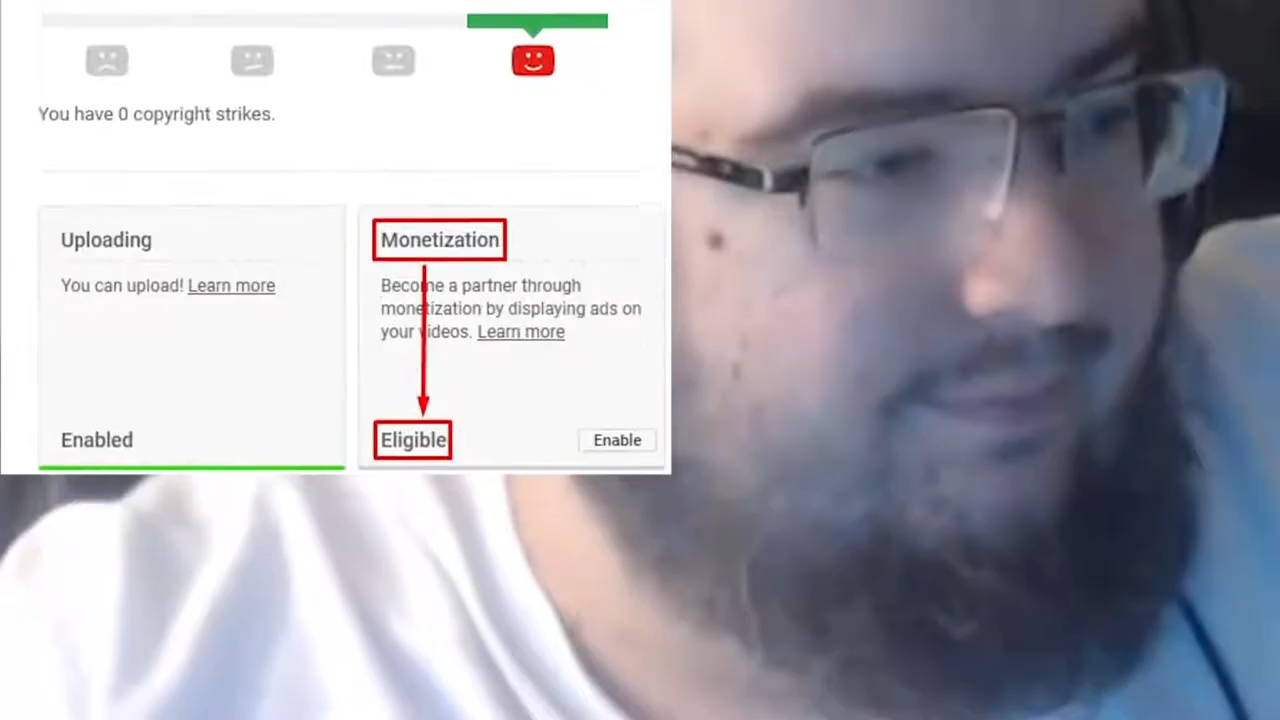 You have 0 copyright strikes.
Uploading
You can upload! Learn more
Enabled
Monetization
Become a partner through
monetization by displaying ads on
your videos. Learn more
Eligible
Enable